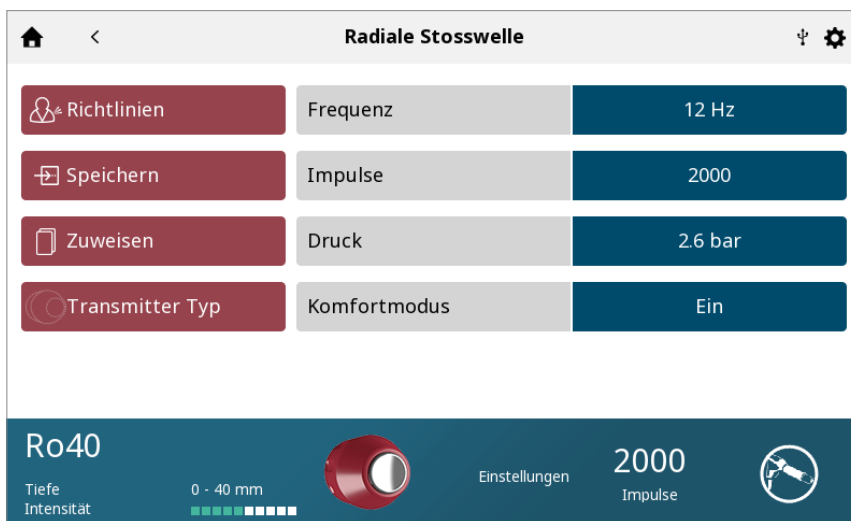 Radiale Stosswelle
Richtlinien
Frequenz
12 Hz
Speichern
Impulse
2000
Zuweisen
Druck
2.6 bar
Transmitter Typ
Komfortmodus
Ein
Ro40
Tiefe
0 - 40 mm
Intensität
Einstellungen
2000
Impulse